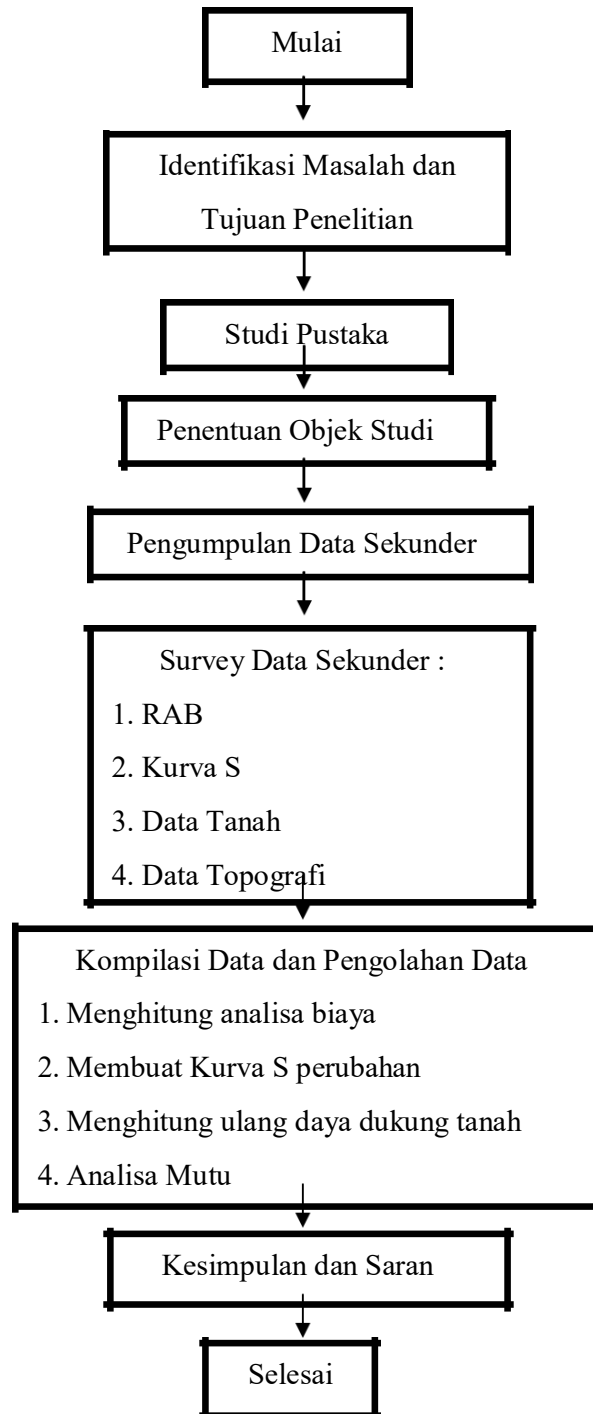 Mulai
Identifikasi Masalah dan
Tujuan Penelitian
Studi Pustaka
Penentuan Objek Studi
Pengumpulan Data Sekunder
Survey Data Sekunder :
1. RAB
2. Kurva S
3. Data Tanah
4. Data Topografi
Kompilasi Data dan Pengolahan Data
1. Menghitung analisa biaya
2. Membuat Kurva S perubahan
3. Menghitung ulang daya dukung tanah
4. Analisa Mutu
Kesimpulan dan Saran
Selesai